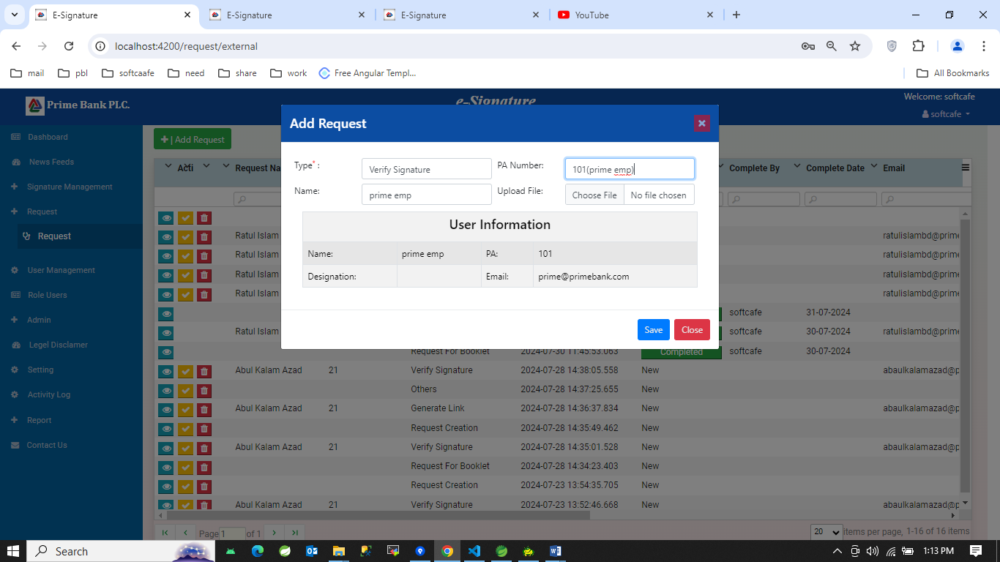 E-Signature
E-Signature
E-Signature
YouTube
localhost:4200/request/external
mail
pbl
softcaafe
need
share
work
Free Angular Templ...
All Bookmarks
Prime Bank PLC.
e-Signature
Welcome: softcafe
softcafe
Dashboard
News Feeds
Signature Management
Request
Request
User Management
Role Users
Admin
Legel Disclamer
Setting
Activity Log
Report
Contact Us
+ | Add Request
Acti
Request Na
Complete By
Complete Date
Email
Add Request
Type* :
Verify Signature
PA Number:
101(prime emp)
Name:
prime emp
Upload File:
Choose File
No file chosen
User Information
Name:
prime emp
PA:
101
Designation:
Email:
prime@primebank.com
Save
Close
Ratul Islam
ratulislambd@prime
Ratul Islam
ratulislambd@prime
Ratul Islam
ratulislambd@prime
Ratul Islam
ratulislambd@prime
softcafe
31-07-2024
Ratul Islam
softcafe
30-07-2024
ratulislambd@prime
Request For Booklet
2024-07-30 11:45:53.063
Completed
softcafe
30-07-2024
Abul Kalam Azad
21
Verify Signature
2024-07-28 14:38:05.558
New
abaulkalamazad@p
Others
2024-07-28 14:37:25.655
New
Abul Kalam Azad
21
Generate Link
2024-07-28 14:36:37.834
New
abaulkalamazad@p
Request Creation
2024-07-28 14:35:49.462
New
Abul Kalam Azad
21
Verify Signature
2024-07-28 14:35:01.528
New
abaulkalamazad@p
Request For Booklet
2024-07-28 14:34:23.403
New
Request Creation
2024-07-23 13:54:35.705
New
Abul Kalam Azad
21
Verify Signature
2024-07-23 13:52:46.668
New
abaulkalamazad@p
Page
1
of 1
20
items per page, 1-16 of 16 items
Search
1:13 PM